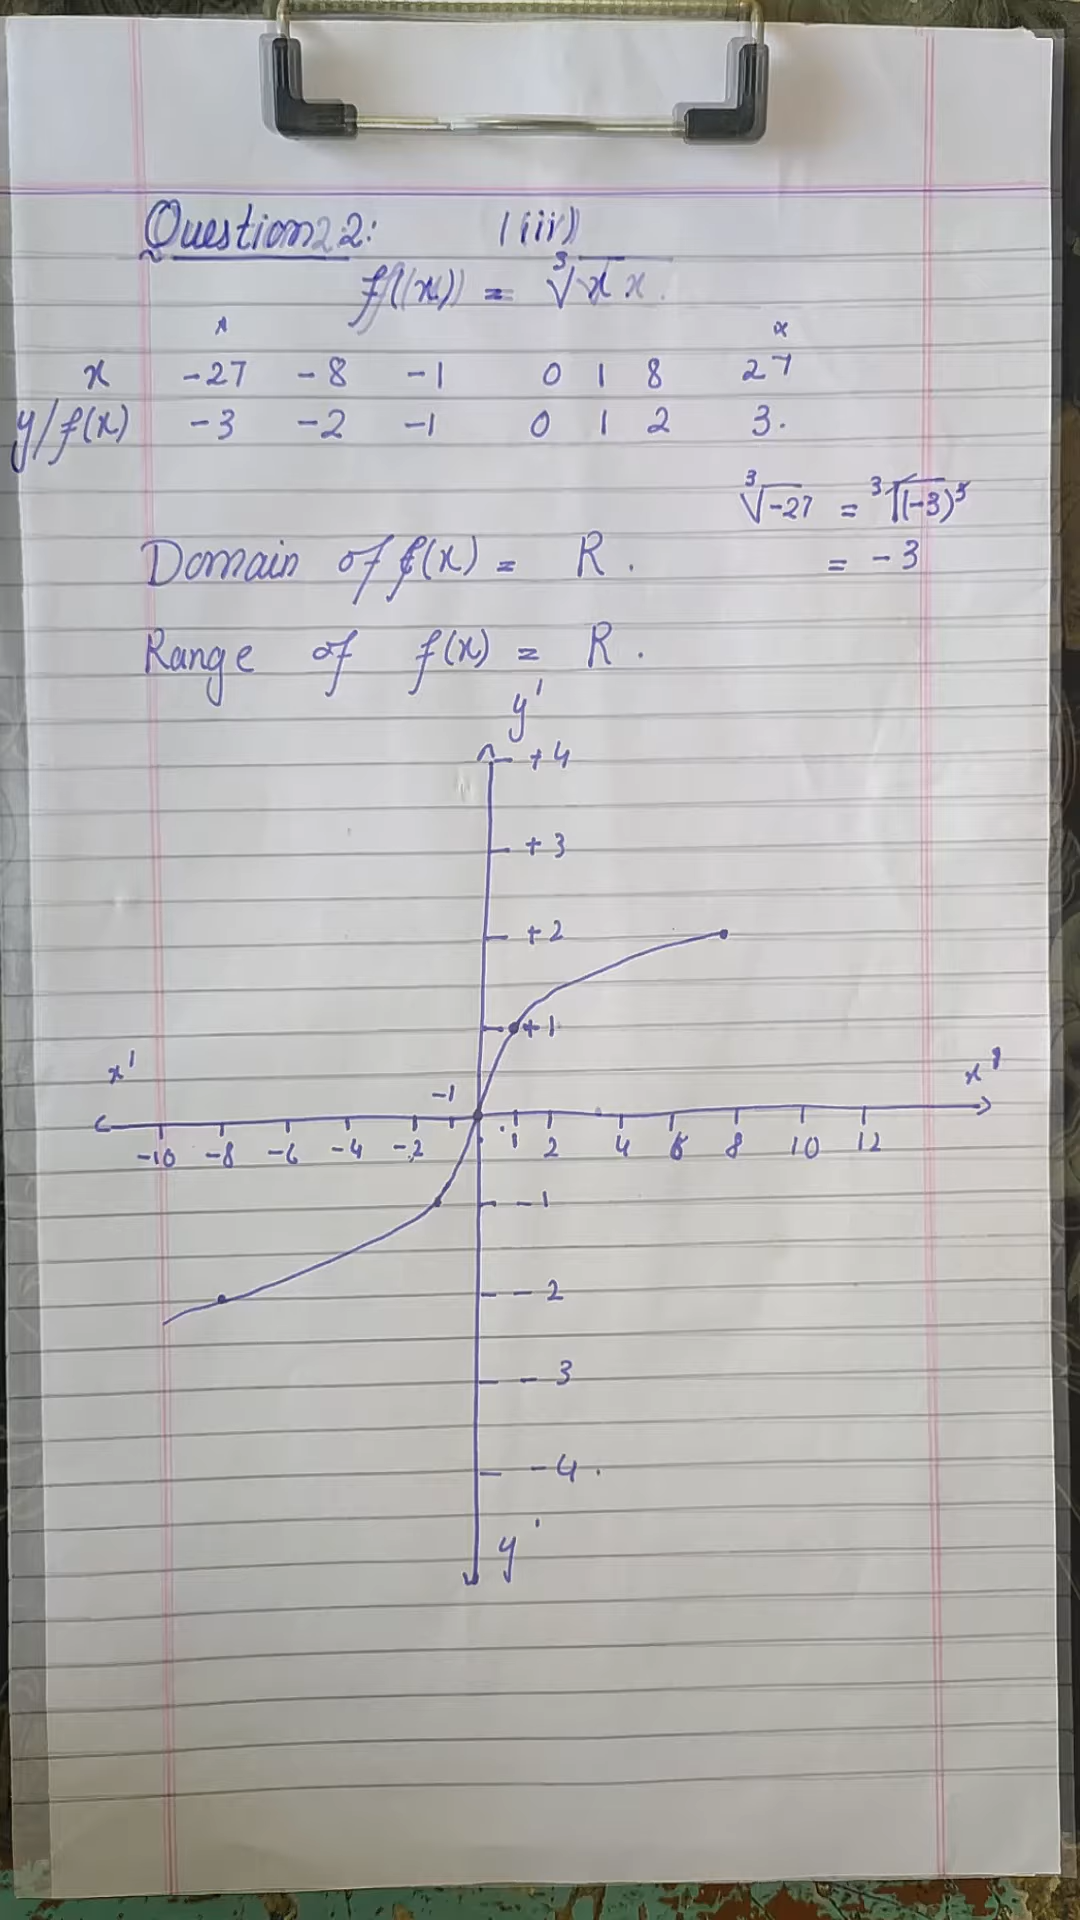 Question 2.2: (iii)
f(x) = ∛x
x -27 -8 -1 0 1 8 27
y/f(x) -3 -2 -1 0 1 2 3.
∛-27 = ∛(-3)³
= -3
Domain of f(x) = R.
Range of f(x) = R.
y'
+4
+3
+2
+1
x' -1 x'
-10 -8 -6 -4 -2 1 2 4 6 8 10 12
-1
-2
-3
-4.
y'